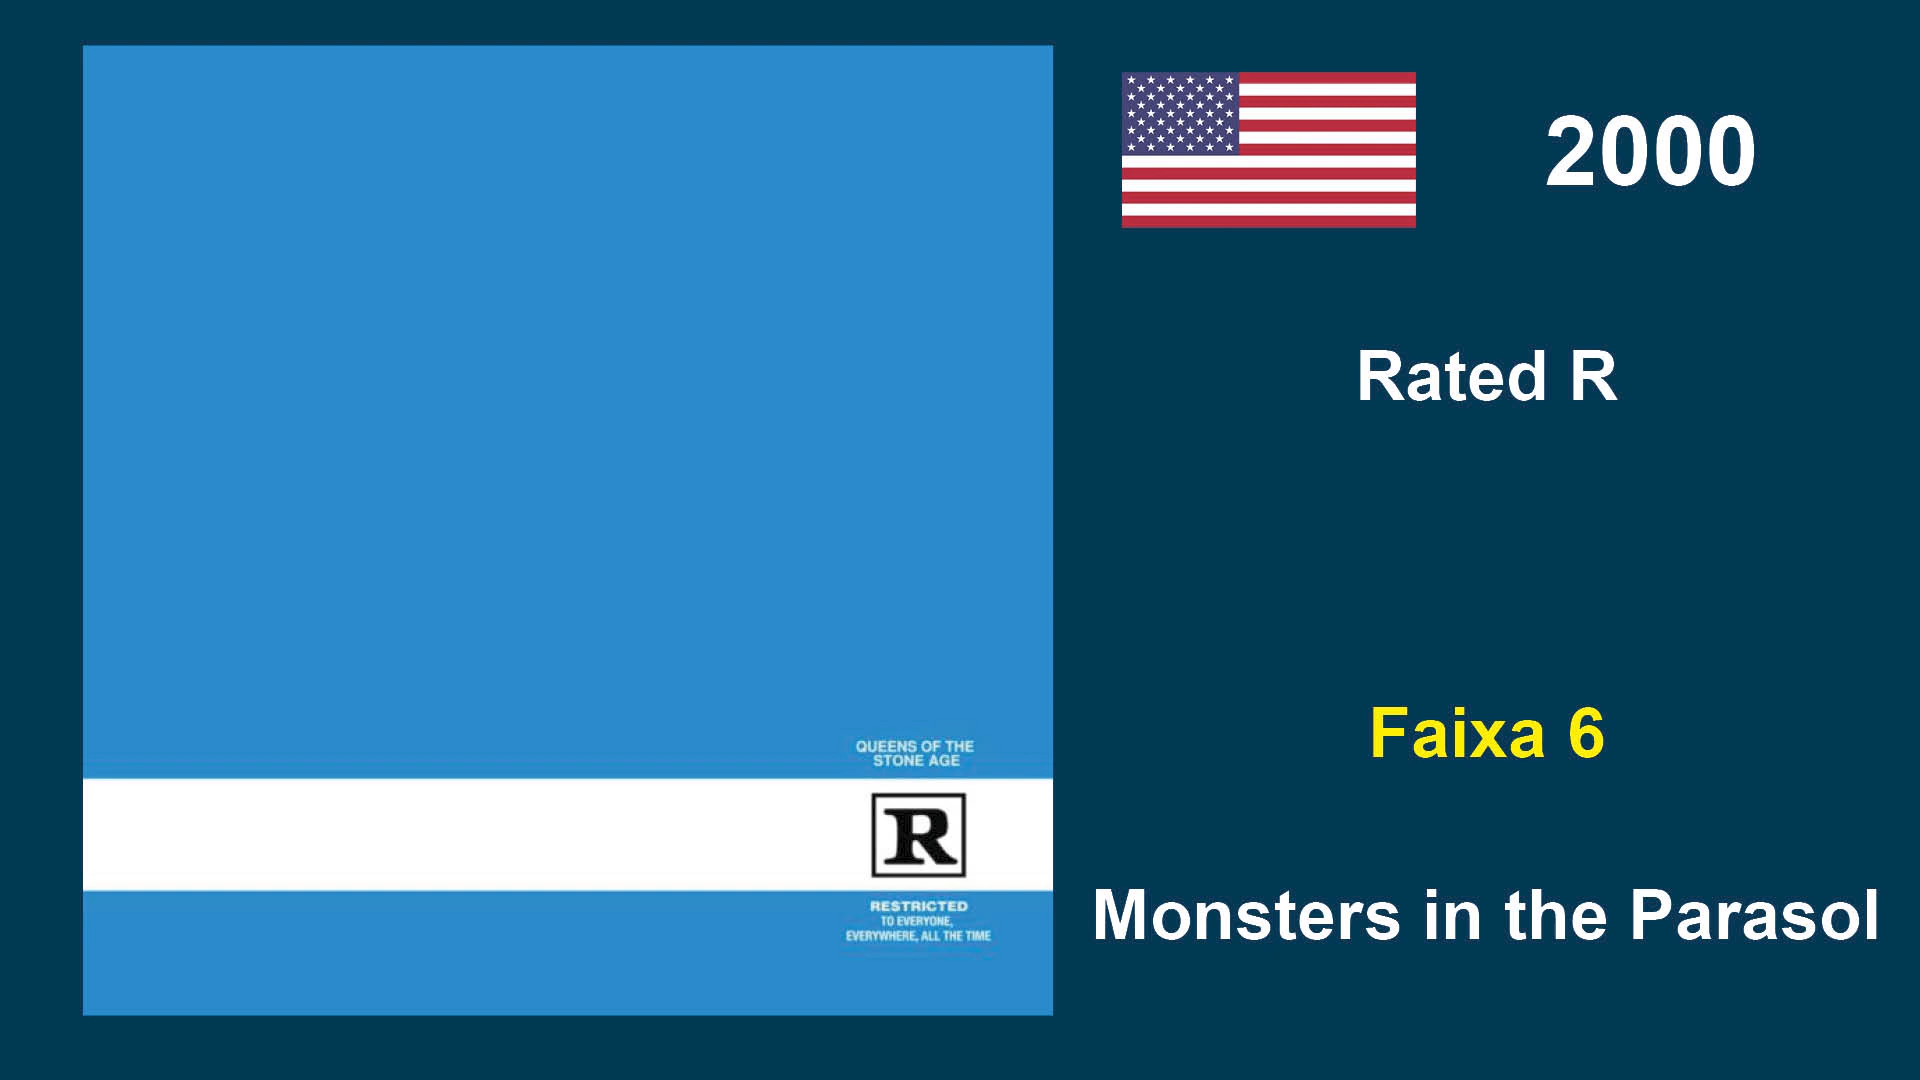 QUEENS OF THE
STONE AGE
R
RESTRICTED
TO EVERYONE,
EVERYWHERE, ALL THE TIME
2000
Rated R
Faixa 6
Monsters in the Parasol